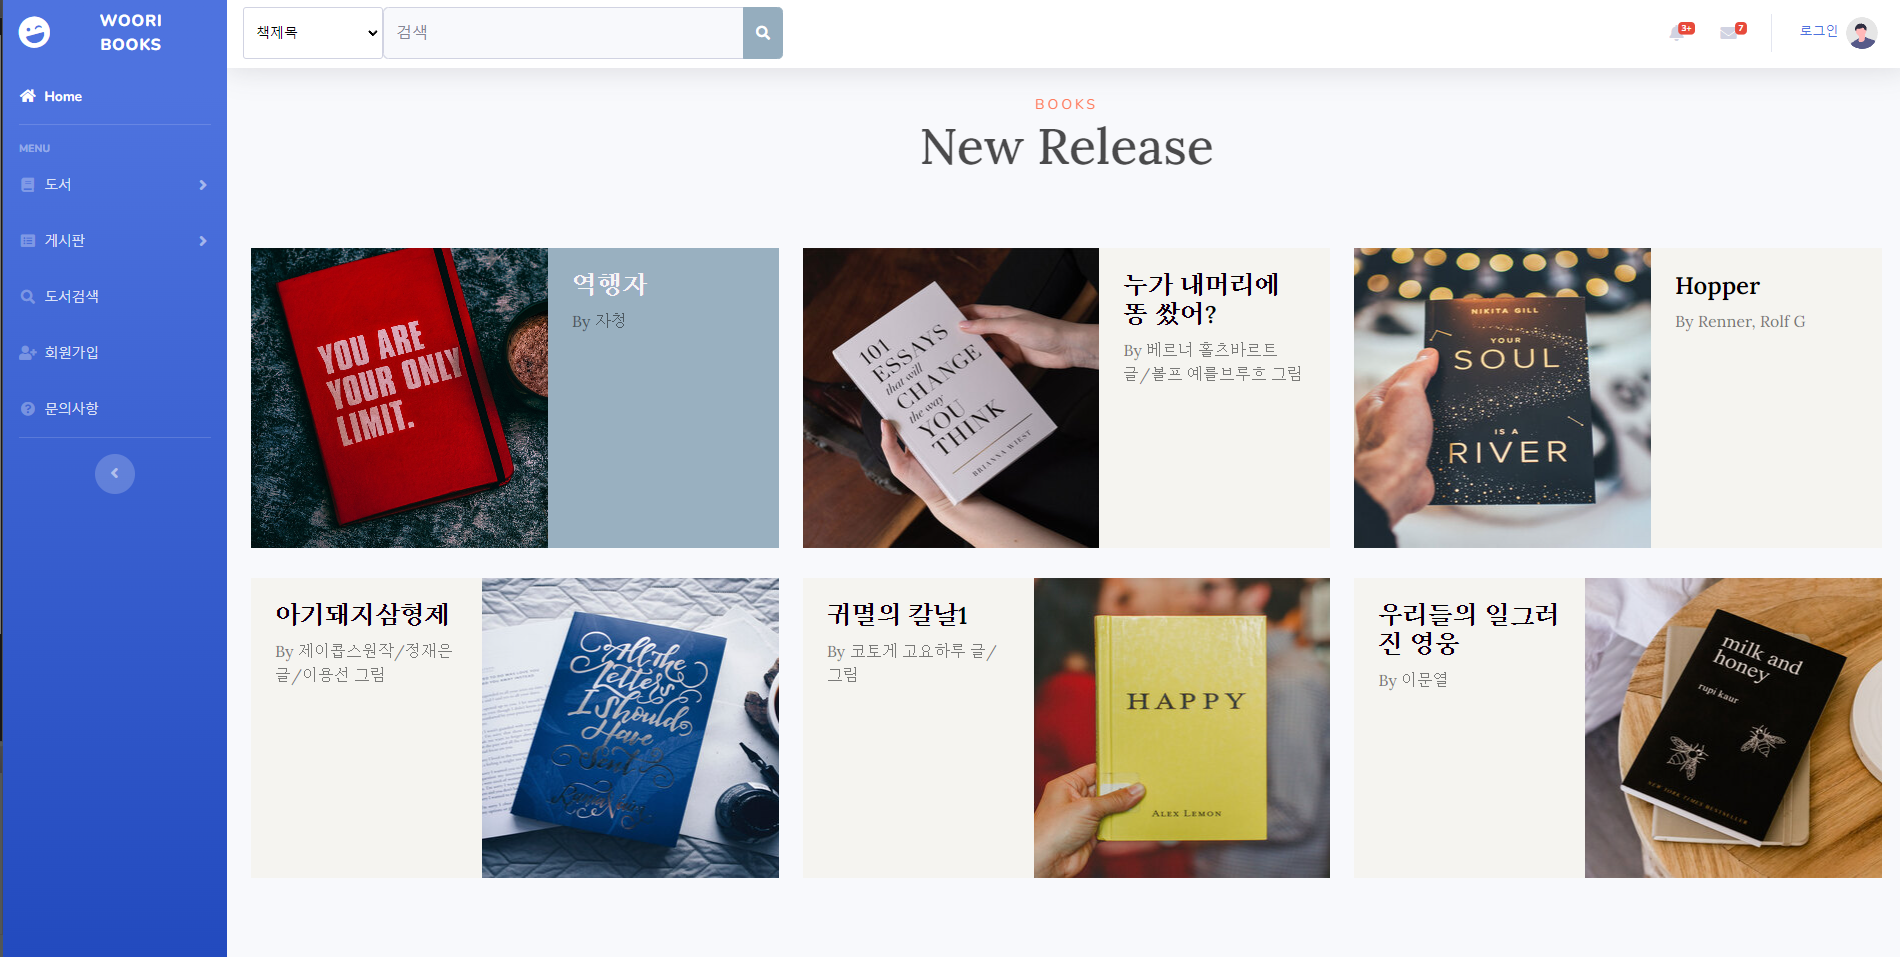 WOORI
BOOKS
책제목
검색
3+
7
로그인
Home
MENU
도서
게시판
도서검색
회원가입
문의사항
BOOKS
New Release
YOU ARE
YOUR ONLY
LIMIT.
역행자
By 자청
101
ESSAYS
that will
CHANGE
the way
YOU
THINK
BRIANNA WIEST
누가 내머리에
똥 쌌어?
By 베르너 홀츠바르트
글/볼프 예를브루흐 그림
NIKITA GILL
YOUR
SOUL
IS A
RIVER
Hopper
By Renner, Rolf G
아기돼지삼형제
By 제이콥스원작/정재은
글/이용선 그림
All the
Letters
I Should
Have
Sent
귀멸의 칼날1
By 코토게 고요하루 글/
그림
HAPPY
ALEX LEMON
우리들의 일그러
진 영웅
By 이문열
milk and
honey
rupi kaur
NEW YORK TIMES BESTSELLER